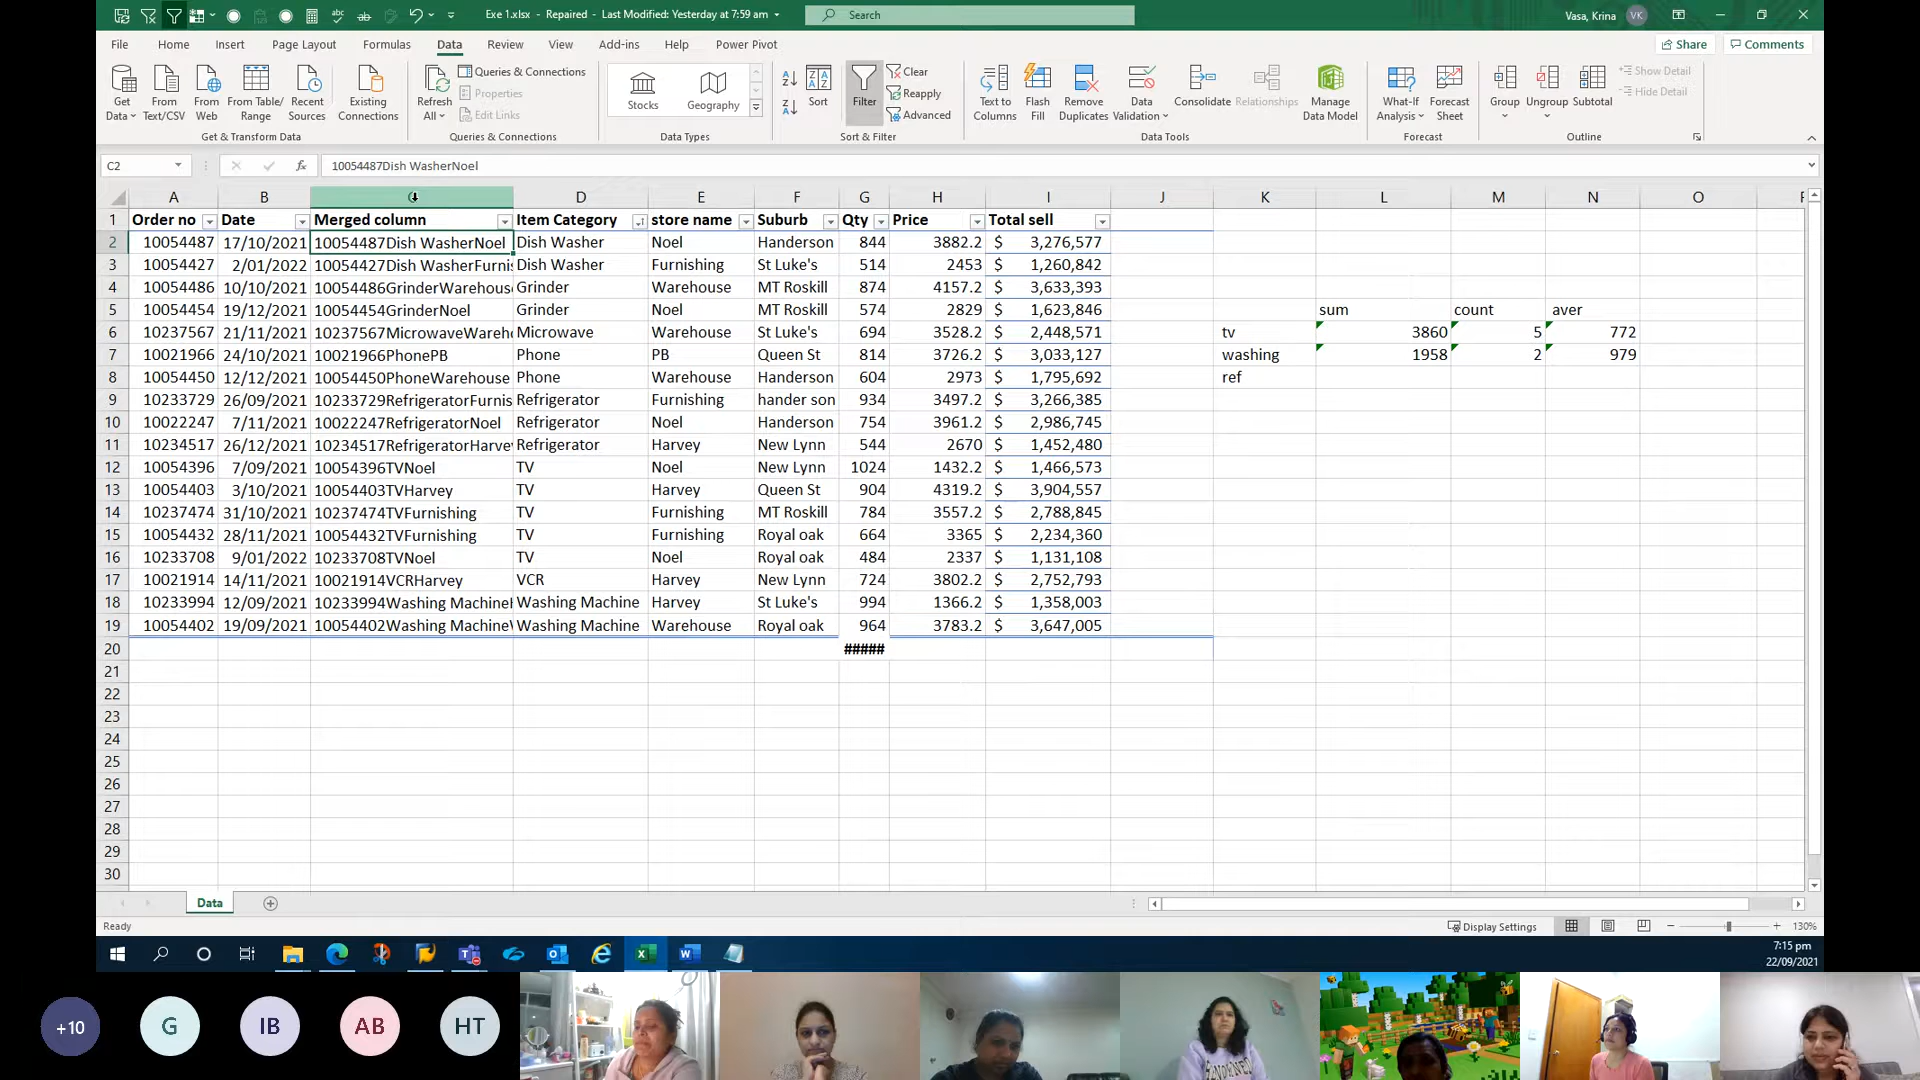 Exe 1.xlsx - Repaired - Last Modified: Yesterday at 7:59 am
Search
Vasa, Krina
VK
File Home Insert Page Layout Formulas Data Review View Add-ins Help Power Pivot
Share
Comments
Get Data
From Text/CSV
From Web
From Table/ Range
Recent Sources
Existing Connections
Get & Transform Data
Refresh All
Queries & Connections
Properties
Edit Links
Queries & Connections
Stocks
Geography
Data Types
Sort
Filter
Clear
Reapply
Advanced
Sort & Filter
Text to Columns
Flash Fill
Remove Duplicates
Data Validation
Consolidate
Relationships
Manage Data Model
Data Tools
What-If Analysis
Forecast Sheet
Forecast
Group
Ungroup
Subtotal
Show Detail
Hide Detail
Outline
C2
fx
10054487Dish WasherNoel
A B D E F G H I J K L M N O
1 Order no Date Merged column Item Category store name Suburb Qty Price Total sell
2 10054487 17/10/2021 10054487Dish WasherNoel Dish Washer Noel Handerson 844 3882.2 $ 3,276,577
3 10054427 2/01/2022 10054427Dish WasherFurnis Dish Washer Furnishing St Luke's 514 2453 $ 1,260,842
4 10054486 10/10/2021 10054486GrinderWarehous Grinder Warehouse MT Roskill 874 4157.2 $ 3,633,393
5 10054454 19/12/2021 10054454GrinderNoel Grinder Noel MT Roskill 574 2829 $ 1,623,846 sum count aver
6 10237567 21/11/2021 10237567MicrowaveWareh Microwave Warehouse St Luke's 694 3528.2 $ 2,448,571 tv 3860 5 772
7 10021966 24/10/2021 10021966PhonePB Phone PB Queen St 814 3726.2 $ 3,033,127 washing 1958 2 979
8 10054450 12/12/2021 10054450PhoneWarehouse Phone Warehouse Handerson 604 2973 $ 1,795,692 ref
9 10233729 26/09/2021 10233729RefrigeratorFurnis Refrigerator Furnishing hander son 934 3497.2 $ 3,266,385
10 10022247 7/11/2021 10022247RefrigeratorNoel Refrigerator Noel Handerson 754 3961.2 $ 2,986,745
11 10234517 26/12/2021 10234517RefrigeratorHarve Refrigerator Harvey New Lynn 544 2670 $ 1,452,480
12 10054396 7/09/2021 10054396TVNoel TV Noel New Lynn 1024 1432.2 $ 1,466,573
13 10054403 3/10/2021 10054403TVHarvey TV Harvey Queen St 904 4319.2 $ 3,904,557
14 10237474 31/10/2021 10237474TVFurnishing TV Furnishing MT Roskill 784 3557.2 $ 2,788,845
15 10054432 28/11/2021 10054432TVFurnishing TV Furnishing Royal oak 664 3365 $ 2,234,360
16 10233708 9/01/2022 10233708TVNoel TV Noel Royal oak 484 2337 $ 1,131,108
17 10021914 14/11/2021 10021914VCRHarvey VCR Harvey New Lynn 724 3802.2 $ 2,752,793
18 10233994 12/09/2021 10233994Washing Machine Washing Machine Harvey St Luke's 994 1366.2 $ 1,358,003
19 10054402 19/09/2021 10054402Washing Machine Washing Machine Warehouse Royal oak 964 3783.2 $ 3,647,005
20 #####
21
22
23
24
25
26
27
28
29
30
Data
Ready
Display Settings
130%
7:15 pm
22/09/2021
+10 G IB AB HT